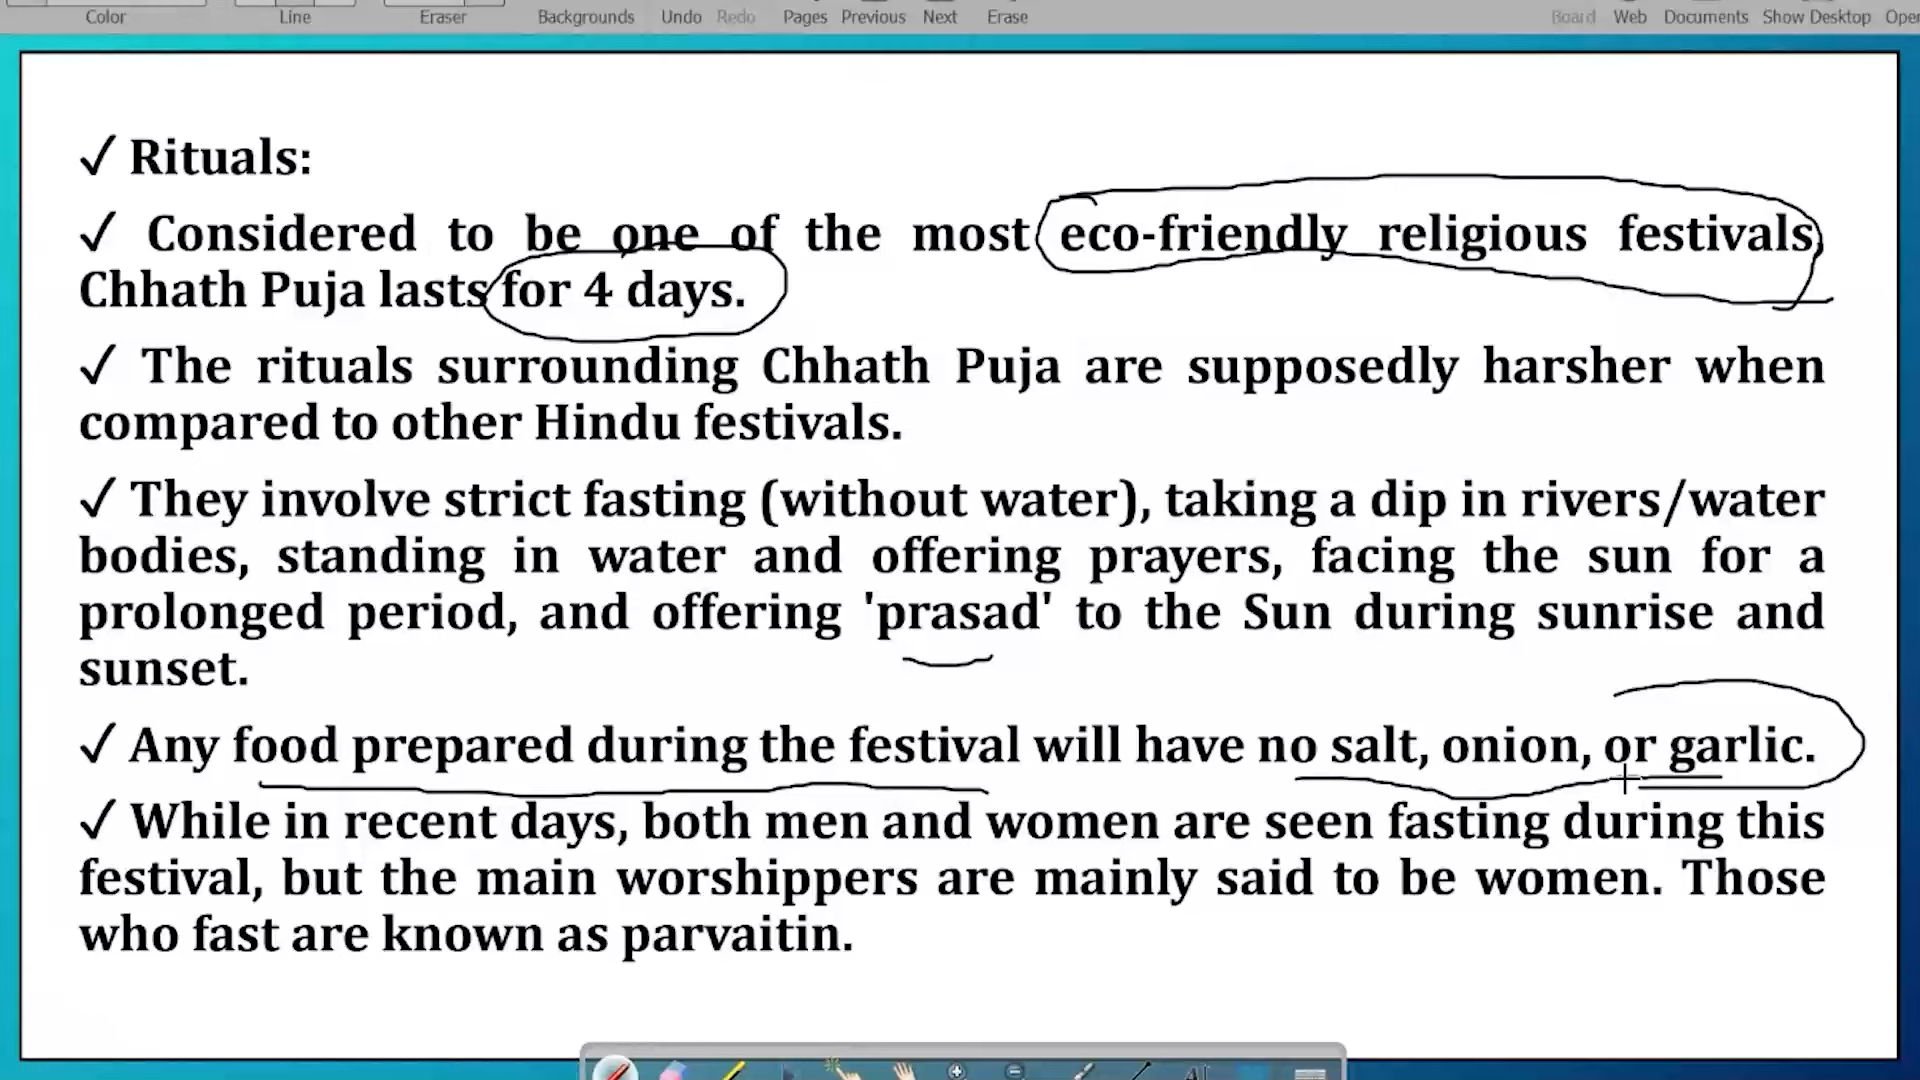 Color Line Eraser Backgrounds Undo Redo Pages Previous Next Erase Board Web Documents Show Desktop
✓ Rituals:
✓ Considered to be one of the most eco-friendly religious festivals,
Chhath Puja lasts for 4 days.
✓ The rituals surrounding Chhath Puja are supposedly harsher when
compared to other Hindu festivals.
✓ They involve strict fasting (without water), taking a dip in rivers/water
bodies, standing in water and offering prayers, facing the sun for a
prolonged period, and offering 'prasad' to the Sun during sunrise and
sunset.
✓ Any food prepared during the festival will have no salt, onion, or garlic.
✓ While in recent days, both men and women are seen fasting during this
festival, but the main worshippers are mainly said to be women. Those
who fast are known as parvaitin.